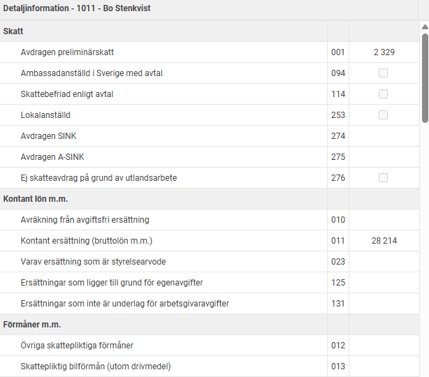 Detaljinformation - 1011 - Bo Stenkvist
Skatt
Avdragen preliminärskatt 001 2 329
Ambassadanställd i Sverige med avtal 094
Skattebefriad enligt avtal 114
Lokalanställd 253
Avdragen SINK 274
Avdragen A-SINK 275
Ej skatteavdrag på grund av utlandsarbete 276
Kontant lön m.m.
Avräkning från avgiftsfri ersättning 010
Kontant ersättning (bruttolön m.m.) 011 28 214
Varav ersättning som är styrelsearvode 023
Ersättningar som ligger till grund för egenavgifter 125
Ersättningar som inte är underlag för arbetsgivaravgifter 131
Förmåner m.m.
Övriga skattepliktiga förmåner 012
Skattepliktig bilförmån (utom drivmedel) 013